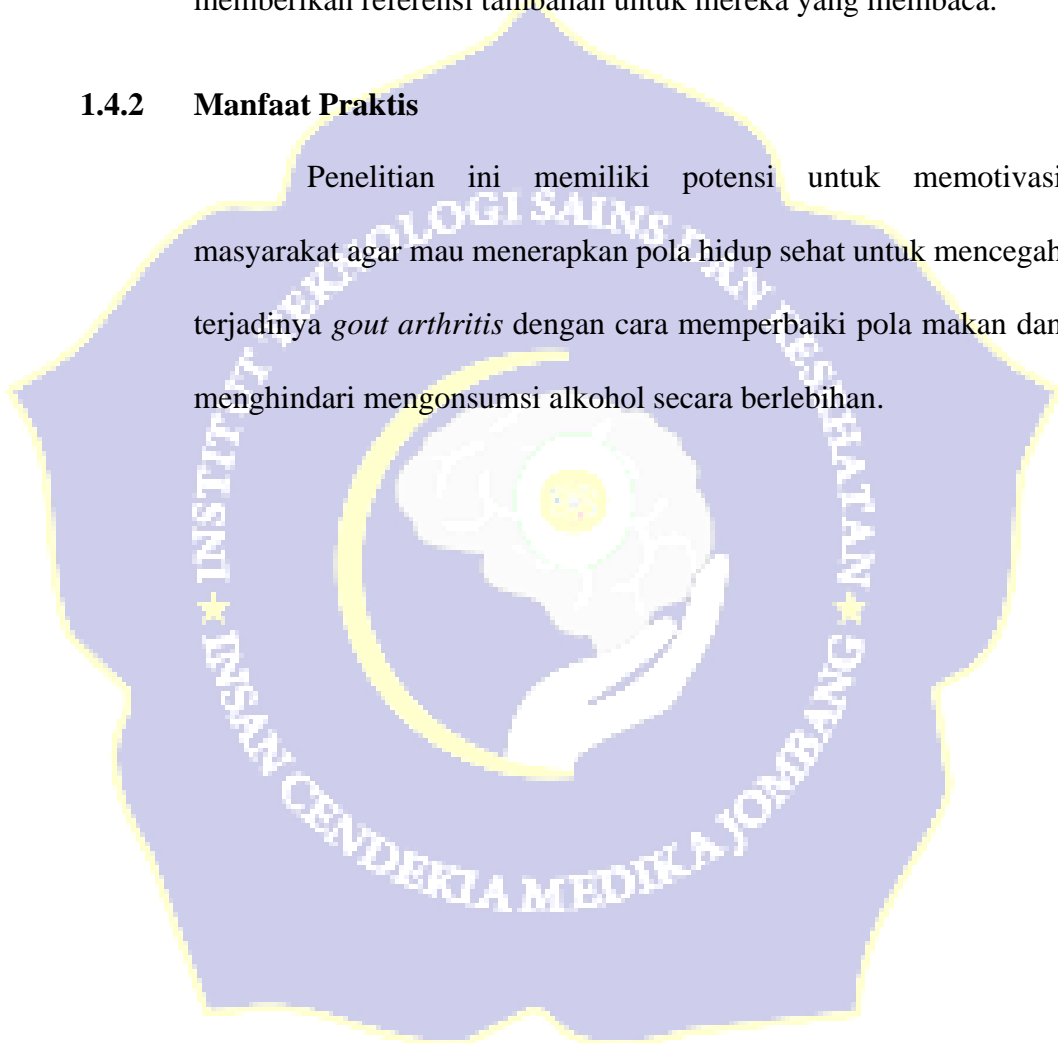 memberikan referensi tambahan untuk mereka yang membaca.
1.4.2 Manfaat Praktis
Penelitian ini memiliki potensi untuk memotivasi
masyarakat agar mau menerapkan pola hidup sehat untuk mencegah
terjadinya gout arthritis dengan cara memperbaiki pola makan dan
menghindari mengonsumsi alkohol secara berlebihan.
INSTITUT TEKNOLOGI SAINS DAN KESEHATAN
INSAN CENDEKIA MEDIKA JOMBANG